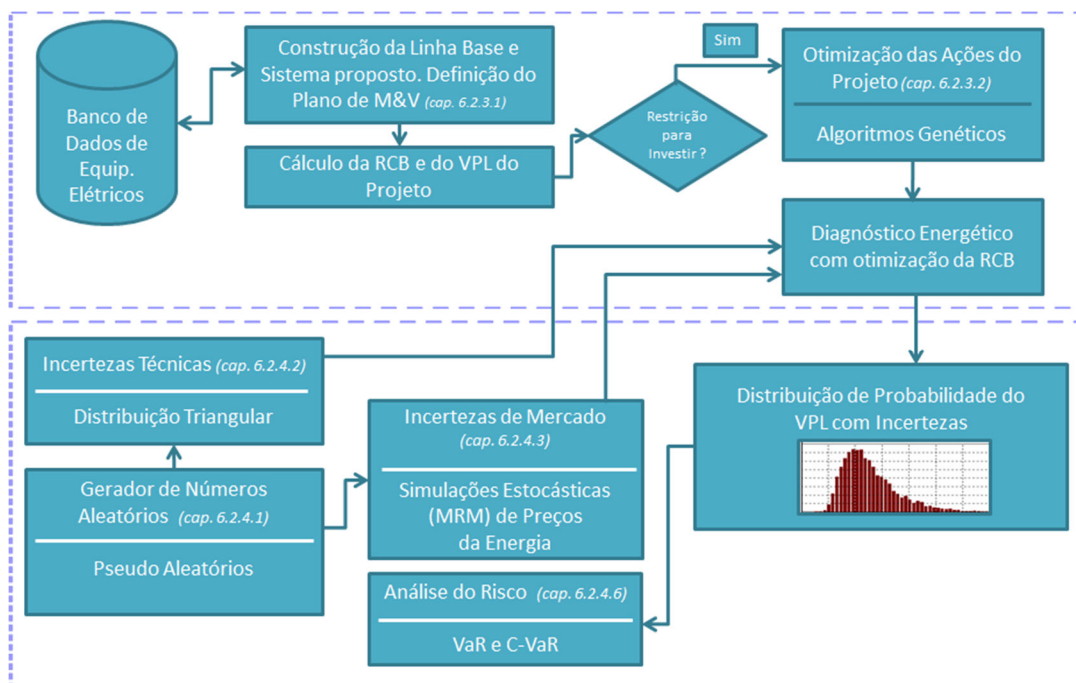 Banco de
Dados de
Equip.
Elétricos
Construção da Linha Base e
Sistema proposto. Definição do
Plano de M&V (cap. 6.2.3.1)
Cálculo da RCB e do VPL do
Projeto
Restrição
para
Investir ?
Sim
Otimização das Ações do
Projeto (cap. 6.2.3.2)
Algoritmos Genéticos
Diagnóstico Energético
com otimização da RCB
Incertezas Técnicas (cap. 6.2.4.2)
Distribuição Triangular
Gerador de Números
Aleatórios (cap. 6.2.4.1)
Pseudo Aleatórios
Incertezas de Mercado
(cap. 6.2.4.3)
Simulações Estocásticas
(MRM) de Preços
da Energia
Distribuição de Probabilidade do
VPL com Incertezas
Análise do Risco (cap. 6.2.4.6)
VaR e C-VaR